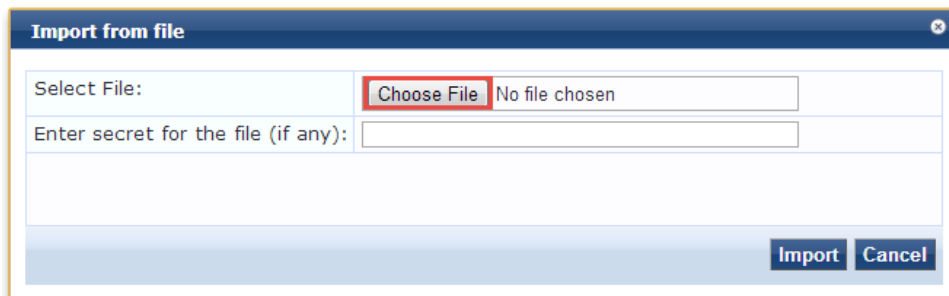 Import from file
Select File: Choose File No file chosen
Enter secret for the file (if any):
Import Cancel